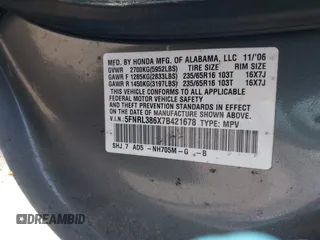 MFD. BY HONDA MFG. OF ALABAMA, LLC 11/'06
GVWR 2700KG(5952LBS) TIRE SIZE RIM SIZE
GAWR F 1285KG(2833LBS) 235/65R16 103T 16X7J
GAWR R 1450KG(3197LBS) 235/65R16 103T 16X7J
THIS VEHICLE CONFORMS TO ALL APPLICABLE
FEDERAL MOTOR VEHICLE SAFETY
AND THEFT PREVENTION STANDARDS IN EFFECT ON
THE DATE OF MANUFACTURE SHOWN ABOVE.
V.I.N.: 5FNRL386X7B421678 TYPE: MPV
SHJ 7 AD5 -NH705M-G -B
AutoBidMaster